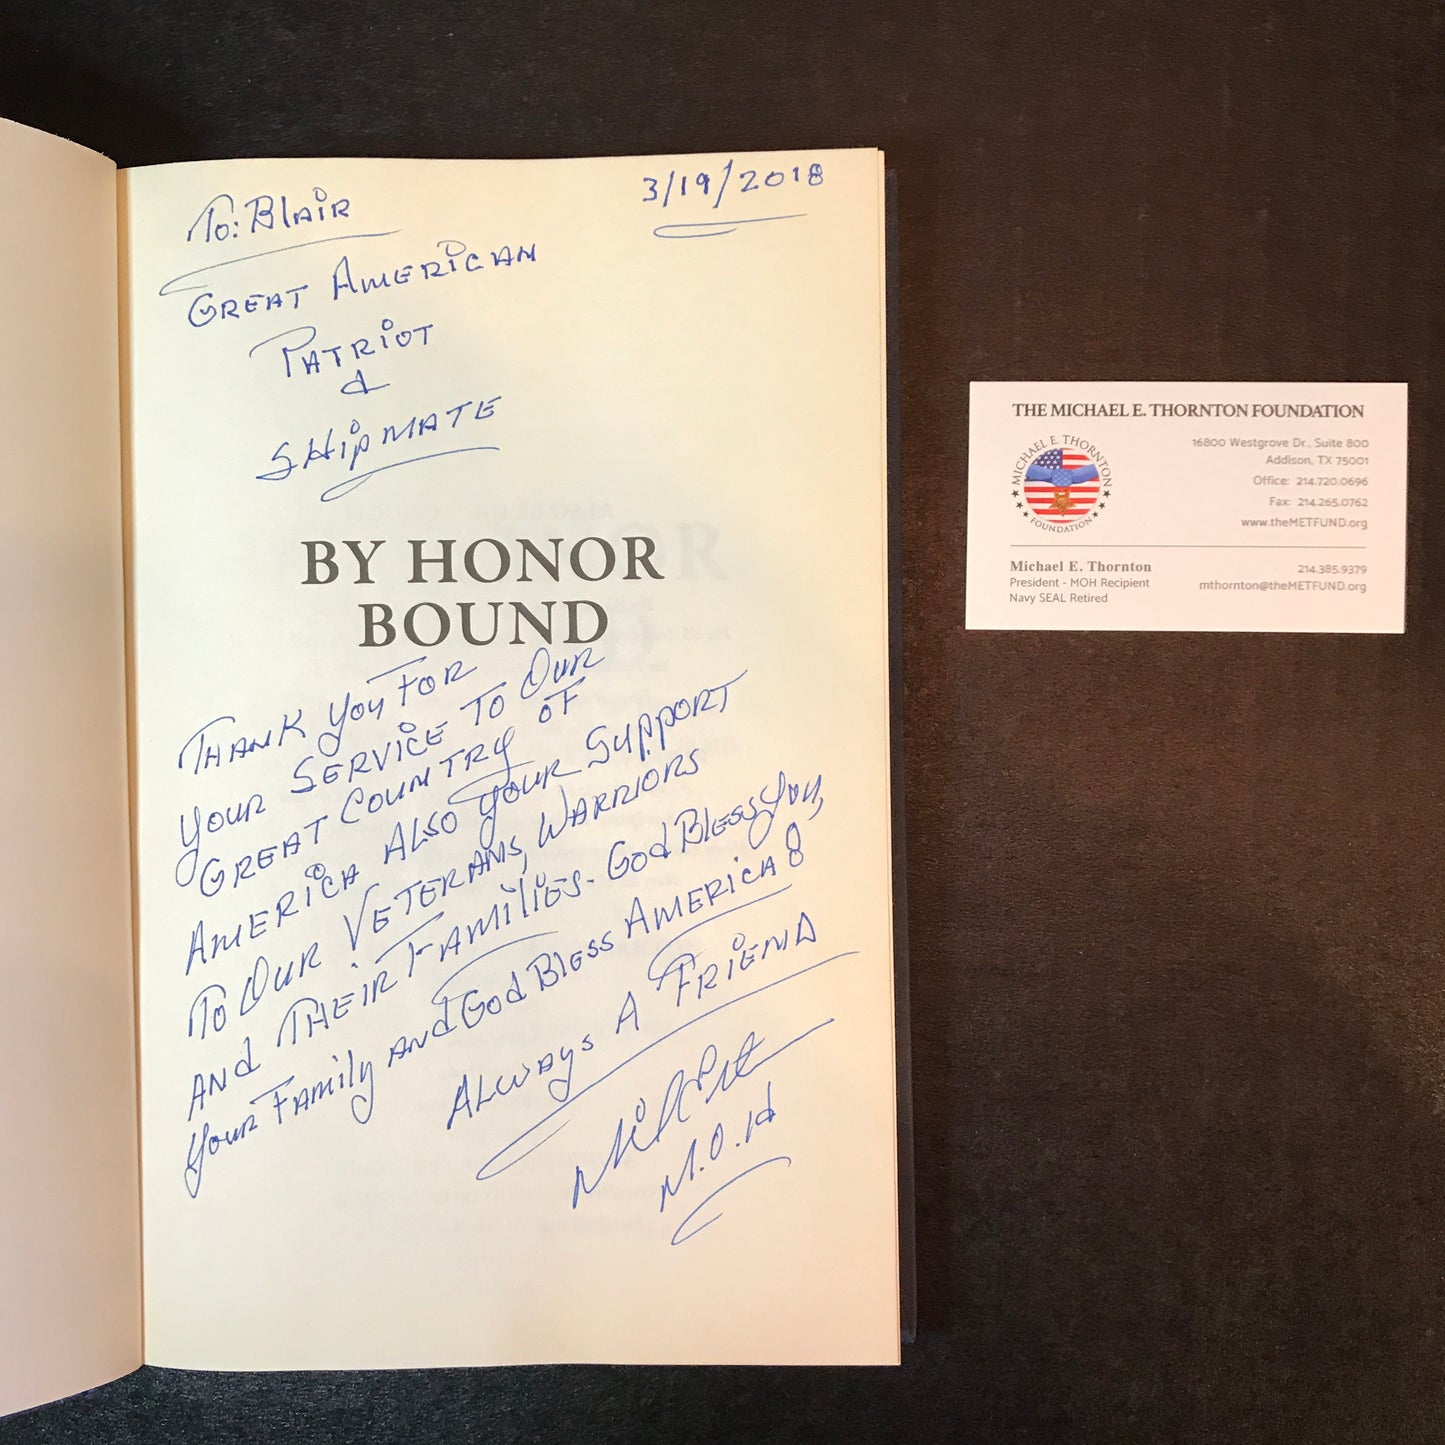 To: Blair
3/19/2018
Great American
Patriot
&
Shipmate
BY HONOR
BOUND
Thank you for
your service to our
great country of
America also your support
to our veterans, warriors
and their families. God Bless you,
your family and God Bless America!
Always a friend
M.O.H
THE MICHAEL E. THORNTON FOUNDATION
MICHAEL E. THORNTON
FOUNDATION
16800 Westgrove Dr., Suite 800
Addison, TX 75001
Office: 214.720.0696
Fax: 214.265.0762
www.theMETFUND.org
Michael E. Thornton
President - MOH Recipient
Navy SEAL Retired
214.385.9379
mthornton@theMETFUND.org